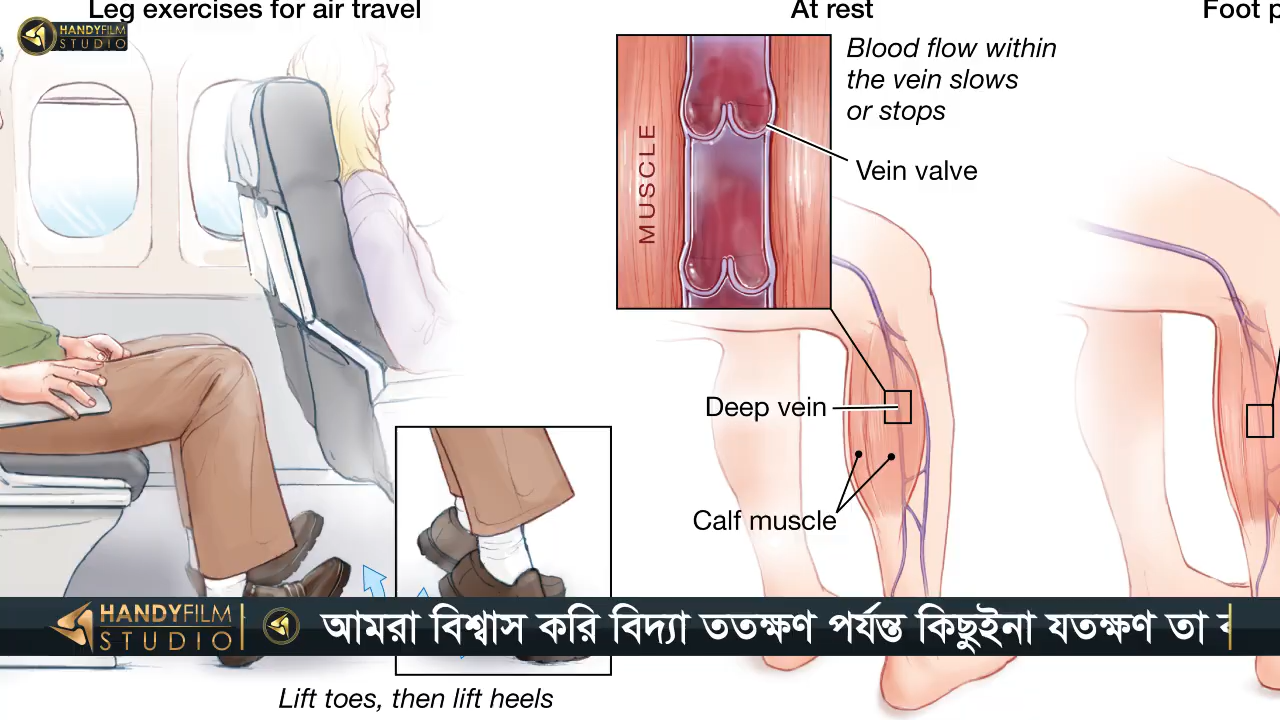 Leg exercises for air travel
HANDYFILM
STUDIO
At rest
Foot
Blood flow within
the vein slows
or stops
Vein valve
MUSCLE
Deep vein
Calf muscle
HANDYFILM
STUDIO
আমরা বিশ্বাস করি বিদ্যা ততক্ষণ পর্যন্ত কিছুইনা যতক্ষণ তা
Lift toes, then lift heels